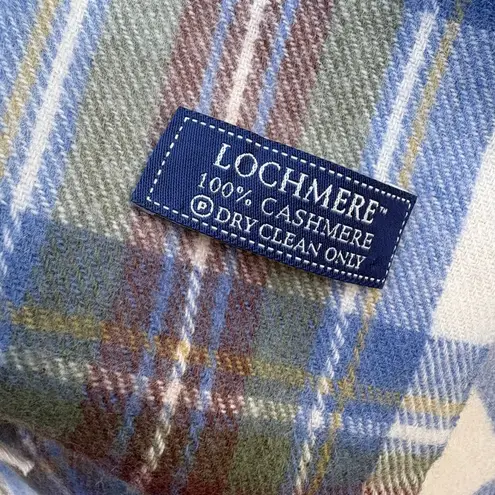 LOCHMERE™
100% CASHMERE
Ⓟ DRY CLEAN ONLY